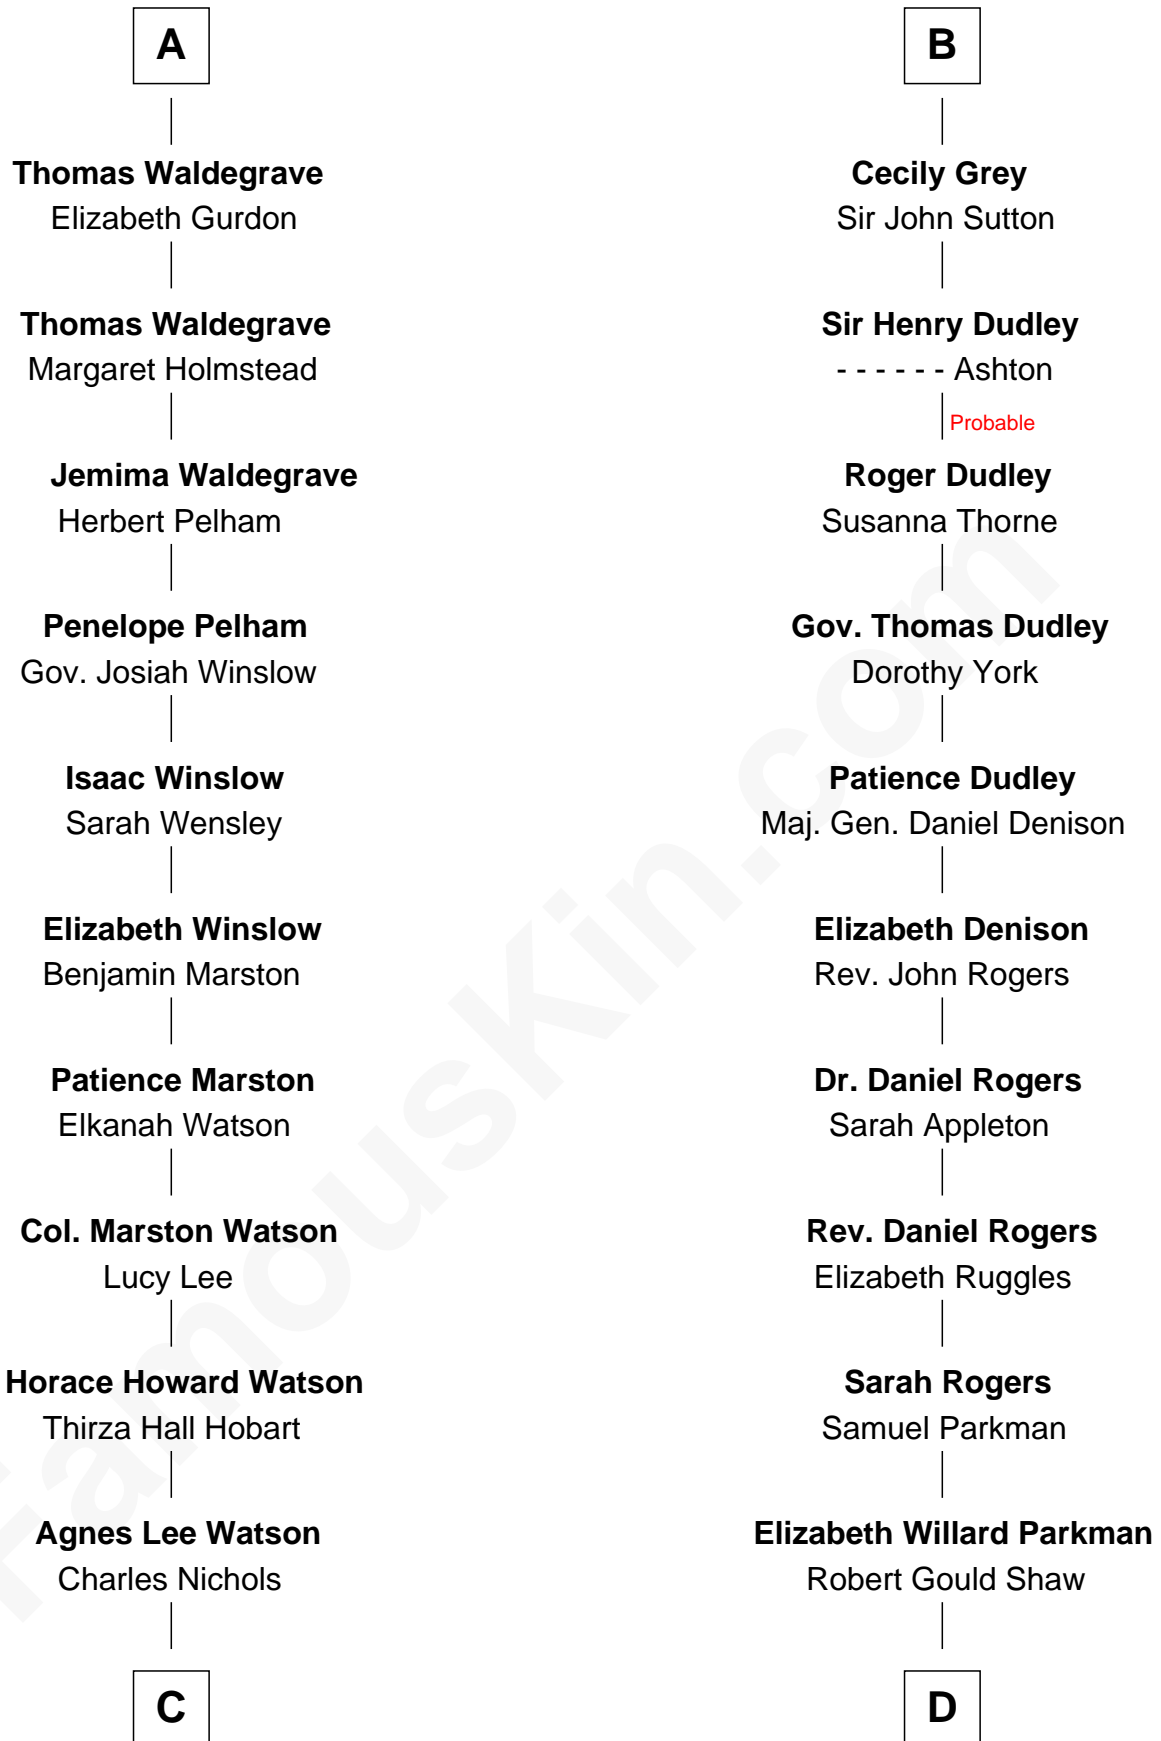 A
Thomas Waldegrave
Elizabeth Gurdon
Thomas Waldegrave
Margaret Holmstead
Jemima Waldegrave
Herbert Pelham
Penelope Pelham
Gov. Josiah Winslow
Isaac Winslow
Sarah Wensley
Elizabeth Winslow
Benjamin Marston
Patience Marston
Elkanah Watson
Col. Marston Watson
Lucy Lee
Horace Howard Watson
Thirza Hall Hobart
Agnes Lee Watson
Charles Nichols
C
B
Cecily Grey
Sir John Sutton
Sir Henry Dudley
- - - - - - Ashton
Probable
Roger Dudley
Susanna Thorne
Gov. Thomas Dudley
Dorothy York
Patience Dudley
Maj. Gen. Daniel Denison
Elizabeth Denison
Rev. John Rogers
Dr. Daniel Rogers
Sarah Appleton
Rev. Daniel Rogers
Elizabeth Ruggles
Sarah Rogers
Samuel Parkman
Elizabeth Willard Parkman
Robert Gould Shaw
D
FamousKin.com